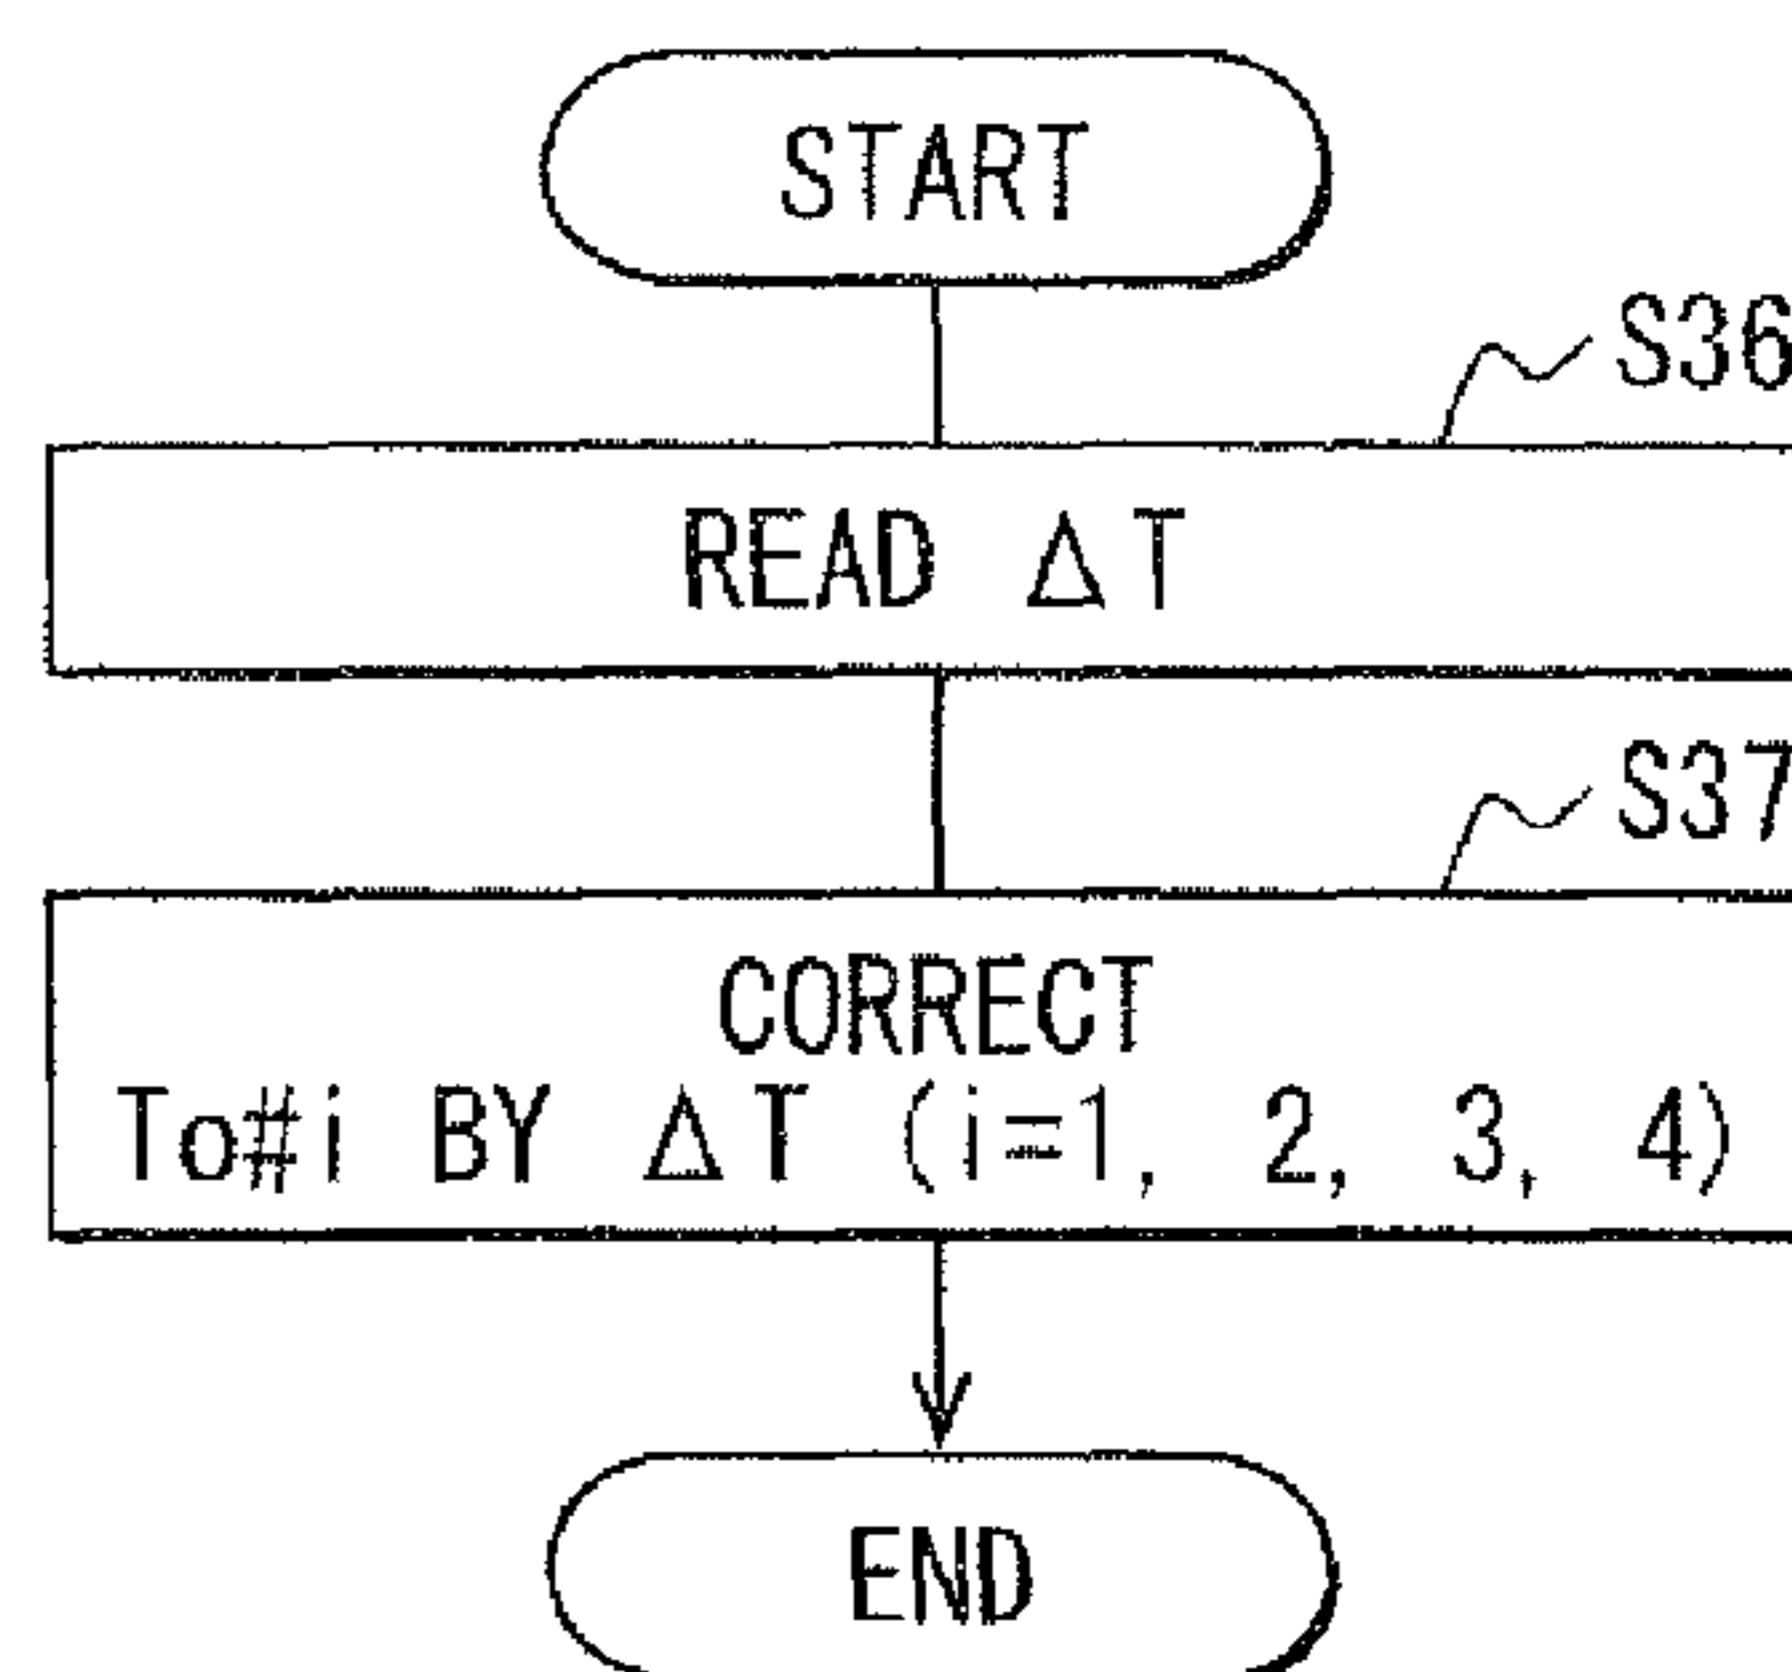 START
S36
READ ΔT
S37
CORRECT
To#i BY ΔT (i=1, 2, 3, 4)
END